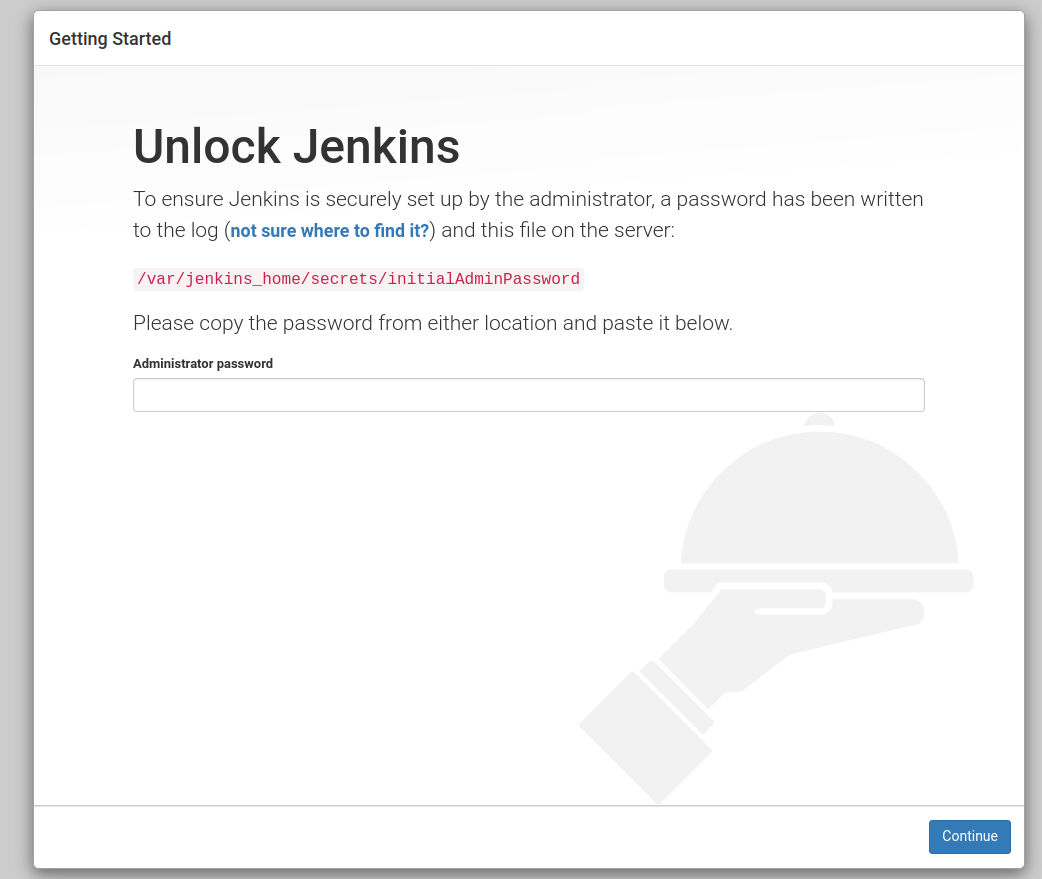 Getting Started
Unlock Jenkins
To ensure Jenkins is securely set up by the administrator, a password has been written
to the log (not sure where to find it?) and this file on the server:
/var/jenkins_home/secrets/initialAdminPassword
Please copy the password from either location and paste it below.
Administrator password
Continue